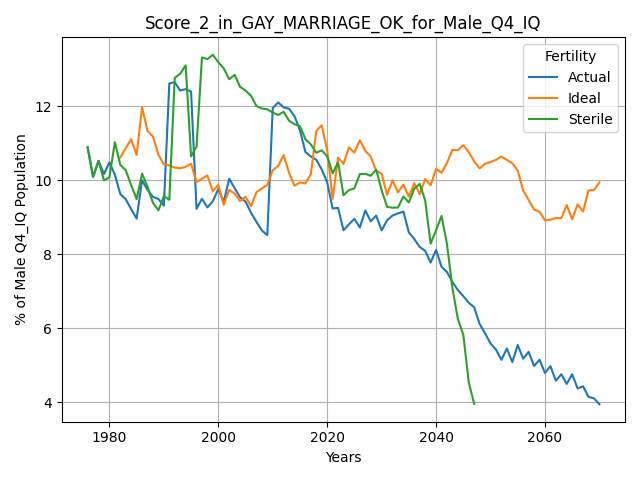 Score_2_in_GAY_MARRIAGE_OK_for_Male_Q4_IQ
% of Male Q4_IQ Population
12
10
8
6
4
1980 2000 2020 2040 2060
Years
Fertility
Actual
Ideal
Sterile